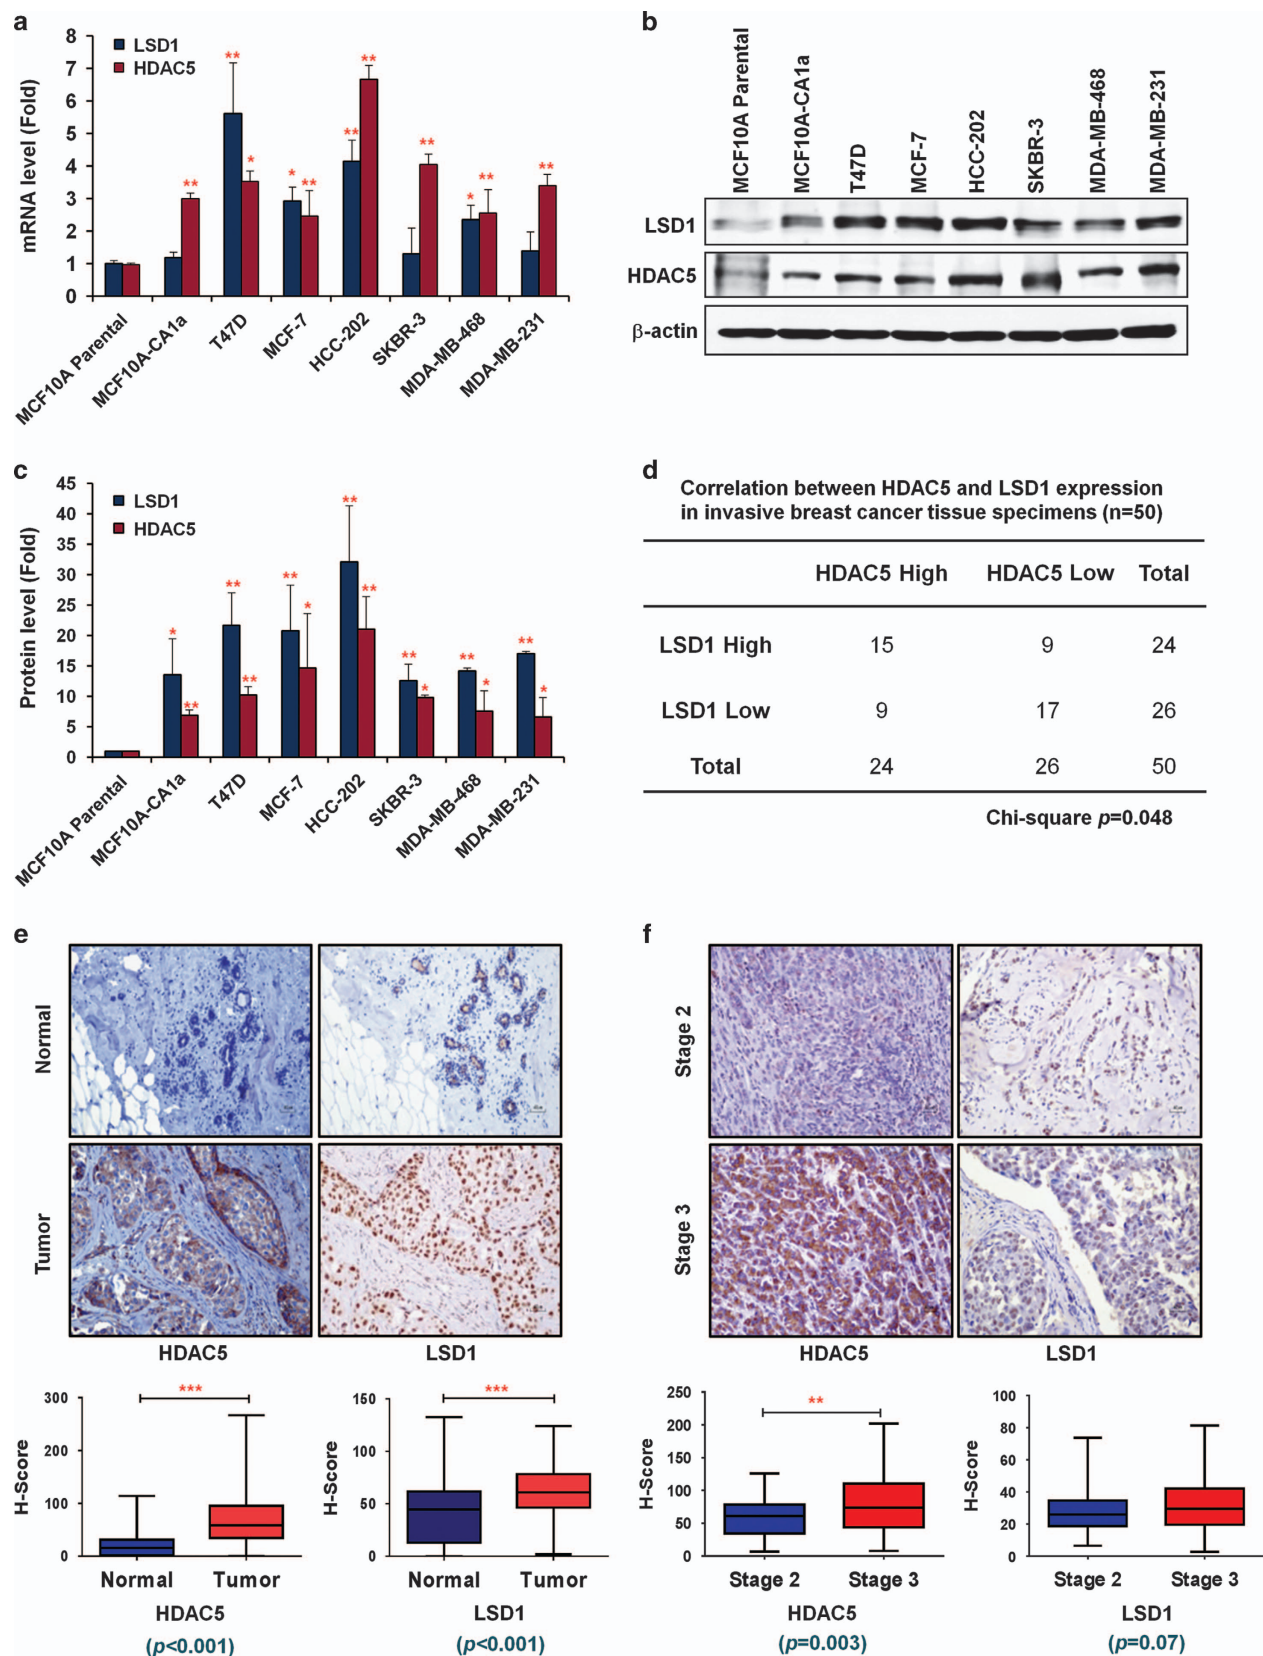 a
8
7
6
5
4
3
2
1
0
mRNA level (Fold)
LSD1
HDAC5
** ** * * ** ** ** ** * ** **
MCF10A Parental
MCF10A-CA1a
T47D
MCF-7
HCC-202
SKBR-3
MDA-MB-468
MDA-MB-231
b
MCF10A Parental
MCF10A-CA1a
T47D
MCF-7
HCC-202
SKBR-3
MDA-MB-468
MDA-MB-231
LSD1
HDAC5
β-actin
c
45
40
35
30
25
20
15
10
5
0
Protein level (Fold)
LSD1
HDAC5
* ** ** ** ** * ** ** ** * ** * ** *
MCF10A Parental
MCF10A-CA1a
T47D
MCF-7
HCC-202
SKBR-3
MDA-MB-468
MDA-MB-231
d
Correlation between HDAC5 and LSD1 expression
in invasive breast cancer tissue specimens (n=50)
HDAC5 High HDAC5 Low Total
LSD1 High 15 9 24
LSD1 Low 9 17 26
Total 24 26 50
Chi-square p=0.048
e
Normal
Tumor
HDAC5 LSD1
300
200
100
0
H-Score
***
Normal Tumor
HDAC5
(p<0.001)
150
100
50
0
H-Score
***
Normal Tumor
LSD1
(p<0.001)
f
Stage 2
Stage 3
HDAC5 LSD1
250
200
150
100
50
0
H-Score
**
Stage 2 Stage 3
HDAC5
(p=0.003)
100
80
60
40
20
0
H-Score
Stage 2 Stage 3
LSD1
(p=0.07)